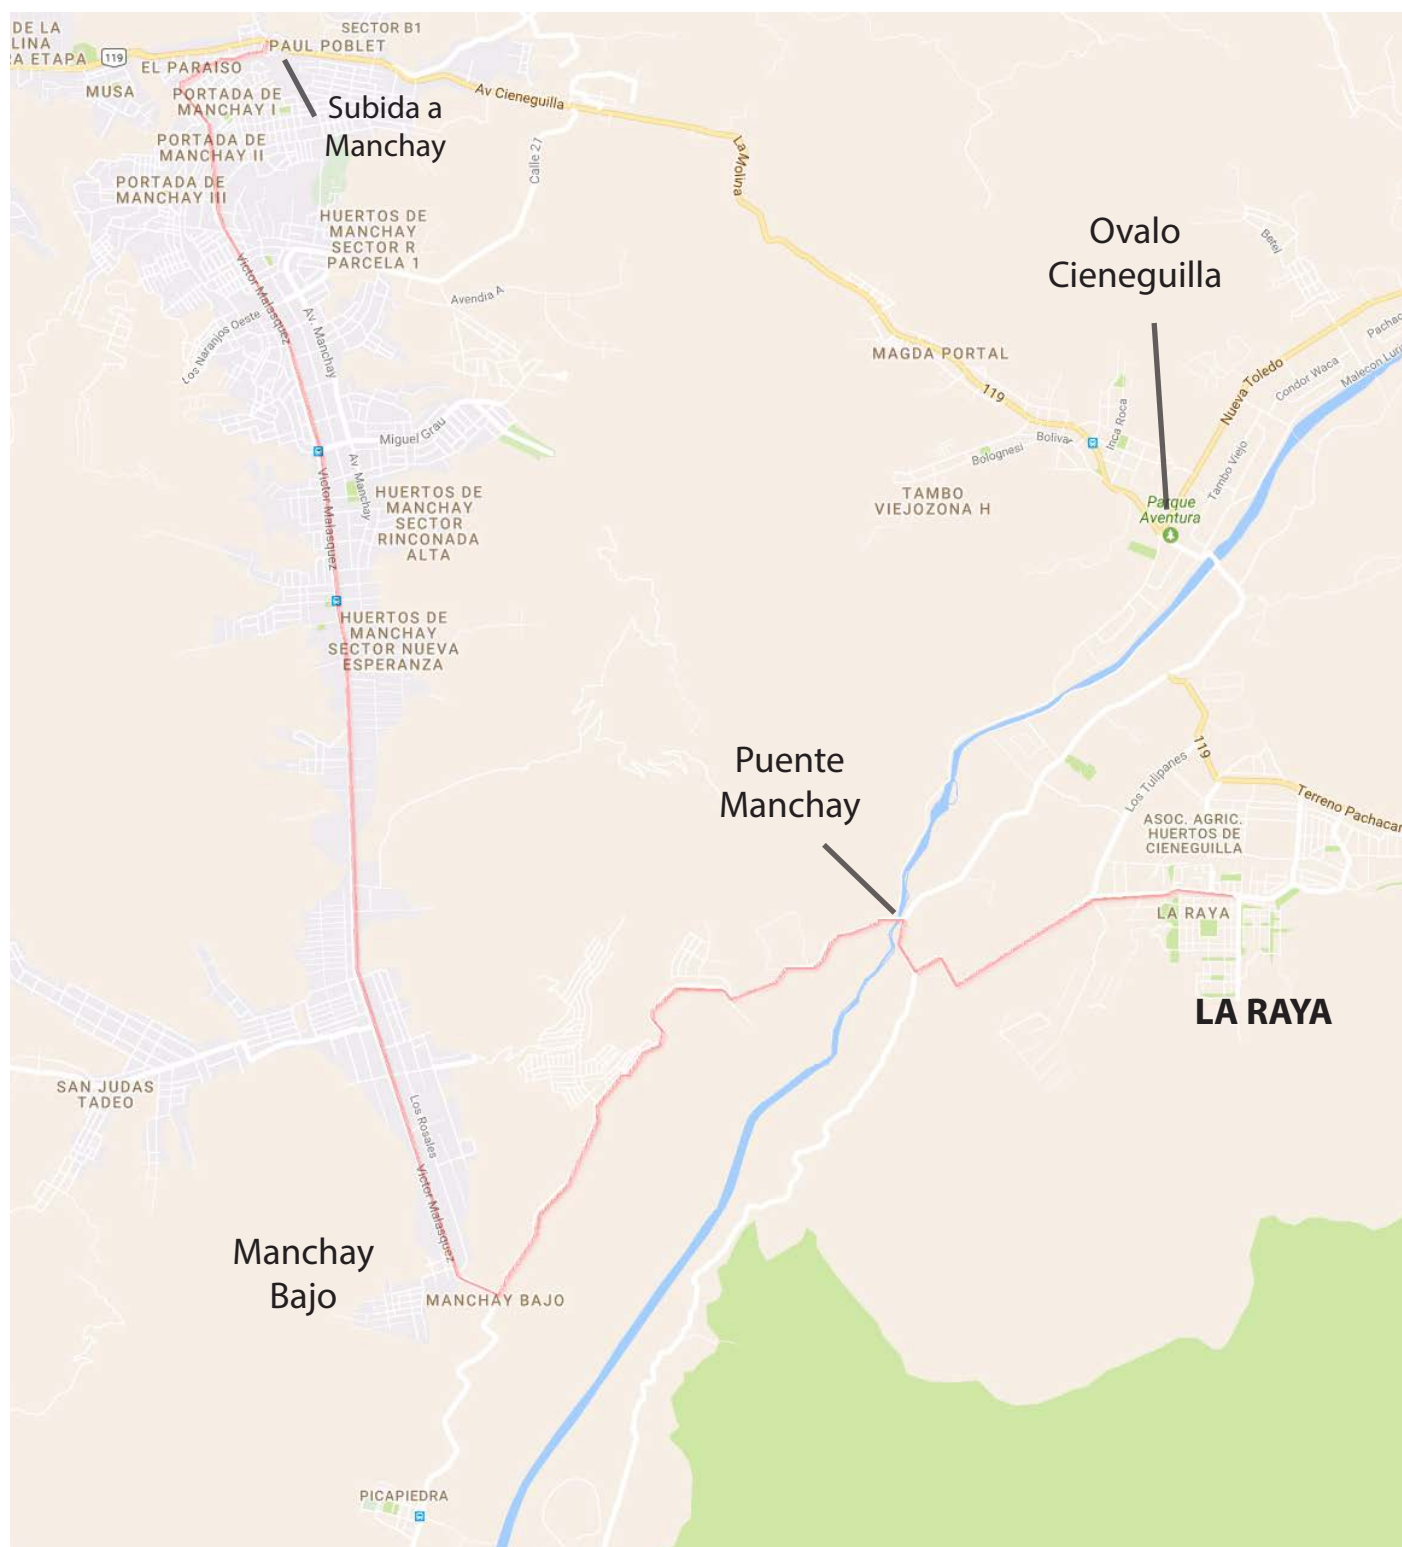 DE LA
LINA
RA ETAPA
119
SECTOR B1
PAUL POBLET
EL PARAISO
MUSA
PORTADA DE
MANCHAY I
Subida a
Manchay
Av Cieneguilla
PORTADA DE
MANCHAY II
Calle 21
La Molina
PORTADA DE
MANCHAY III
HUERTOS DE
MANCHAY
SECTOR R
PARCELA 1
Ovalo
Cieneguilla
Betel
Victor Malasquez
Avendia A
Los Naranjos Oeste
Av. Manchay
MAGDA PORTAL
119
Nueva Toledo
Condor Waca
Pachac
Malecon Luri
Miguel Grau
Bolognesi
Bolivar
Inca Roca
Tambo Viejo
Av. Manchay
Victor Malasquez
HUERTOS DE
MANCHAY
SECTOR
RINCONADA
ALTA
TAMBO
VIEJOZONA H
Parque
Aventura
HUERTOS DE
MANCHAY
SECTOR NUEVA
ESPERANZA
Puente
Manchay
119
Los Tulipanes
Terreno Pachacar
ASOC. AGRIC.
HUERTOS DE
CIENEGUILLA
LA RAYA
LA RAYA
SAN JUDAS
TADEO
Los Rosales
Victor Malasquez
Manchay
Bajo
MANCHAY BAJO
PICAPIEDRA